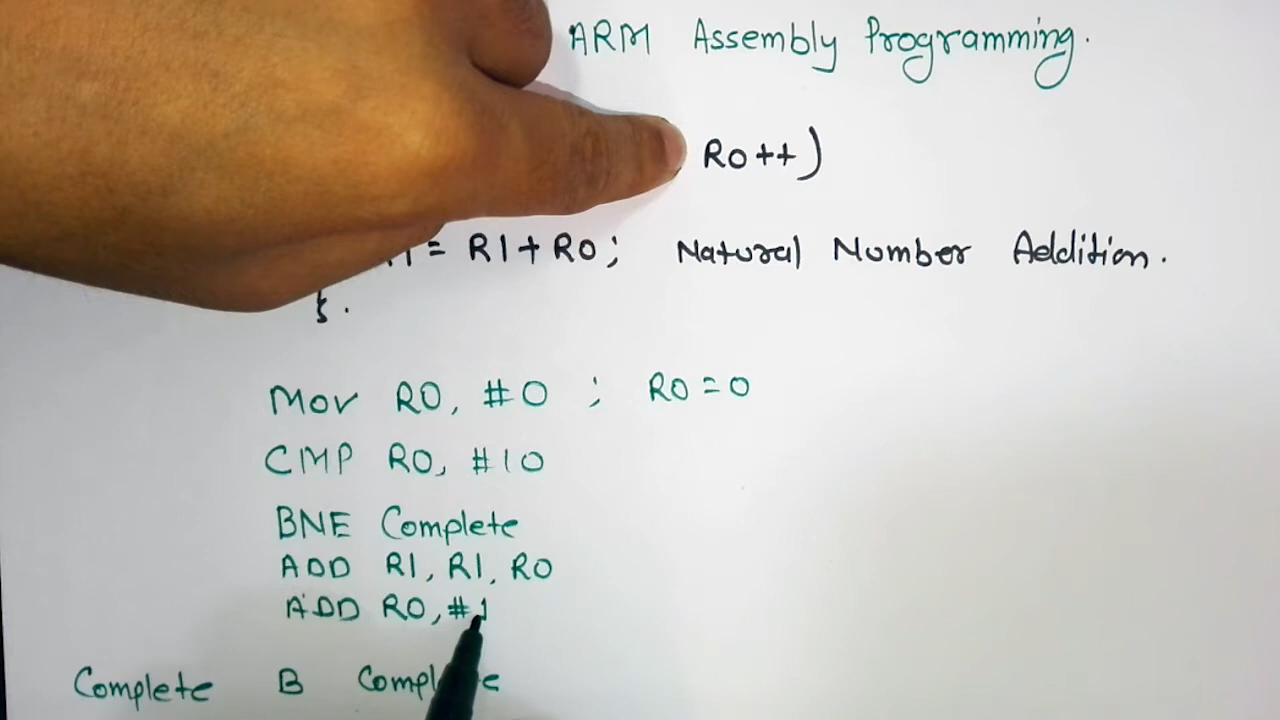 ARM Assembly Programming.
R0++)
= R1+R0; Natural Number Addition.
}.
Mov R0, #0 ; R0=0
CMP R0, #10
BNE Complete
ADD R1, R1, R0
ADD R0, #1
Complete B